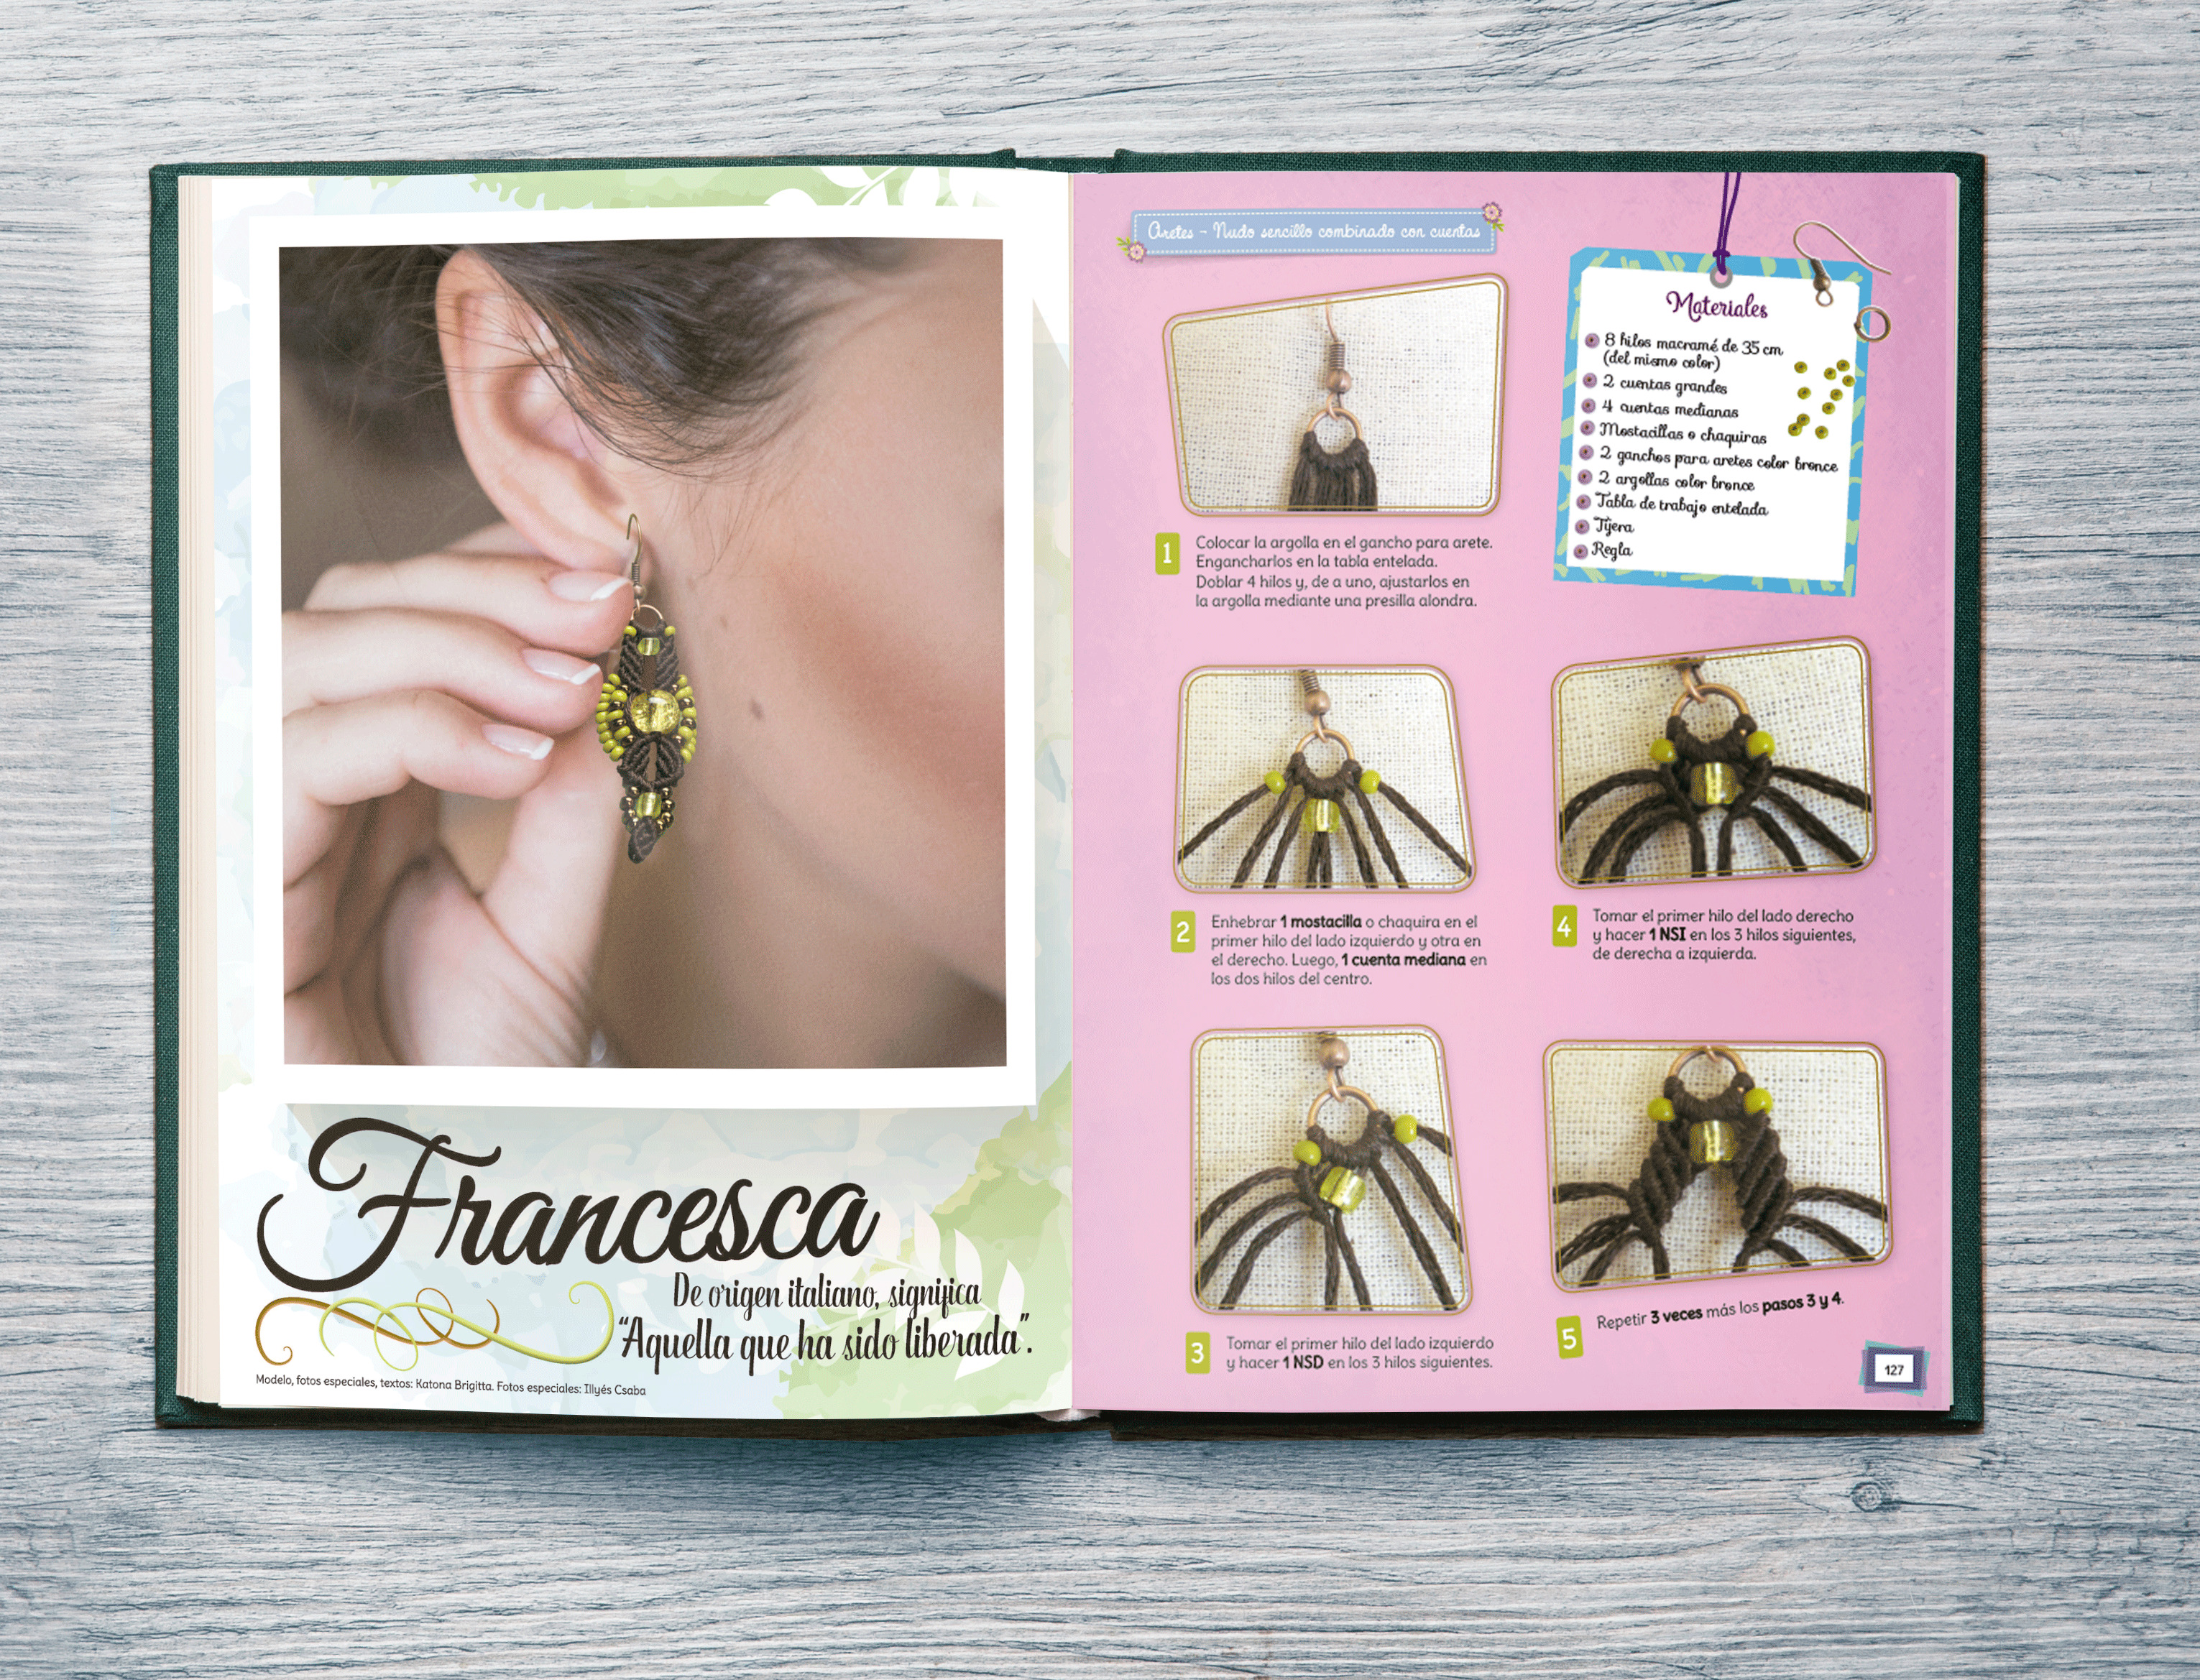 Francesca
De origen italiano, significa
“Aquella que ha sido liberada”.
Modelo, fotos especiales, textos: Katona Brigitta. Fotos especiales: Illyés Csaba
Aretes - Nudo sencillo combinado con cuentas
Materiales
8 hilos macramé de 35 cm
(del mismo color)
2 cuentas grandes
4 cuentas medianas
Mostacillas o chaquiras
2 ganchos para aretes color bronce
2 argollas color bronce
Tabla de trabajo entelada
Tijera
Regla
1
Colocar la argolla en el gancho para arete.
Engancharlos en la tabla entelada.
Doblar 4 hilos y, de a uno, ajustarlos en
la argolla mediante una presilla alondra.
2
Enhebrar 1 mostacilla o chaquira en el
primer hilo del lado izquierdo y otra en
el derecho. Luego, 1 cuenta mediana en
los dos hilos del centro.
3
Tomar el primer hilo del lado izquierdo
y hacer 1 NSD en los 3 hilos siguientes.
4
Tomar el primer hilo del lado derecho
y hacer 1 NSI en los 3 hilos siguientes,
de derecha a izquierda.
5
Repetir 3 veces más los pasos 3 y 4.
127